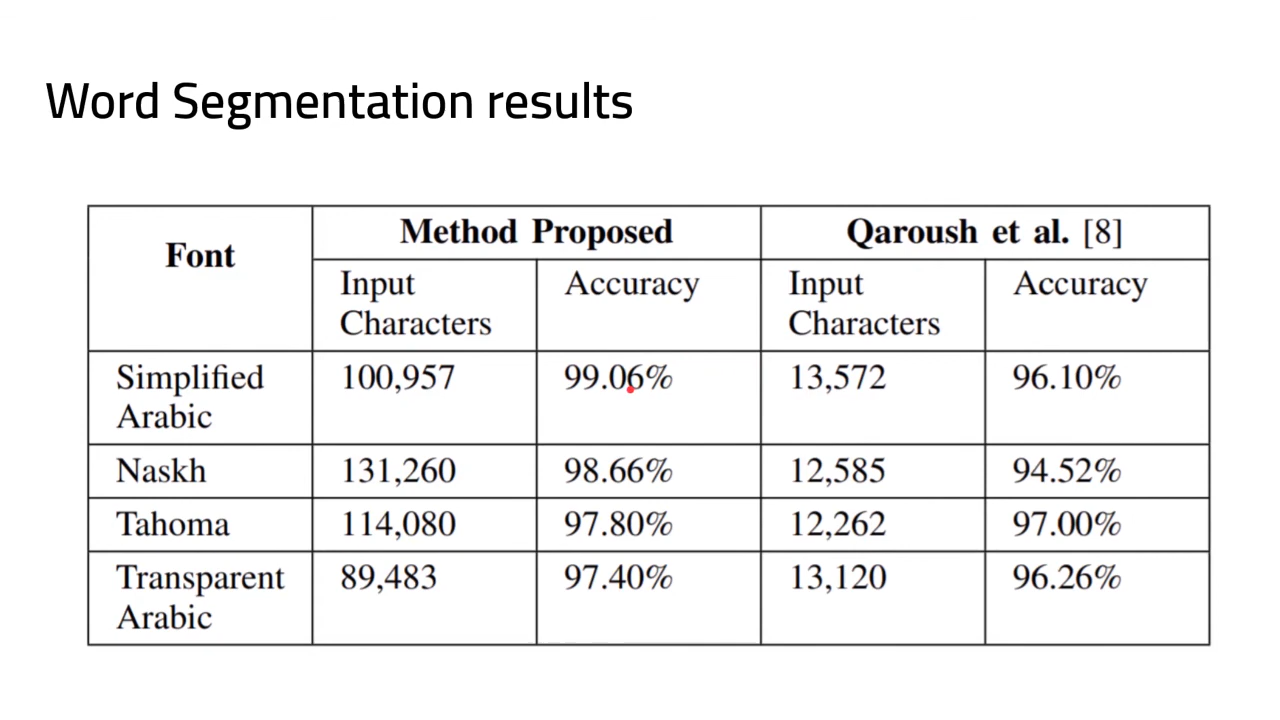 Word Segmentation results
Font Method Proposed Qaroush et al. [8]
Input Characters Accuracy Input Characters Accuracy
Simplified Arabic 100,957 99.06% 13,572 96.10%
Naskh 131,260 98.66% 12,585 94.52%
Tahoma 114,080 97.80% 12,262 97.00%
Transparent Arabic 89,483 97.40% 13,120 96.26%